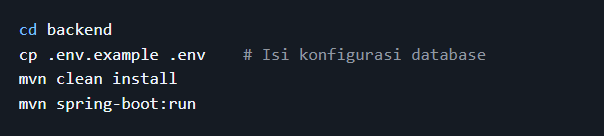 cd backend
cp .env.example .env    # Isi konfigurasi database
mvn clean install
mvn spring-boot:run